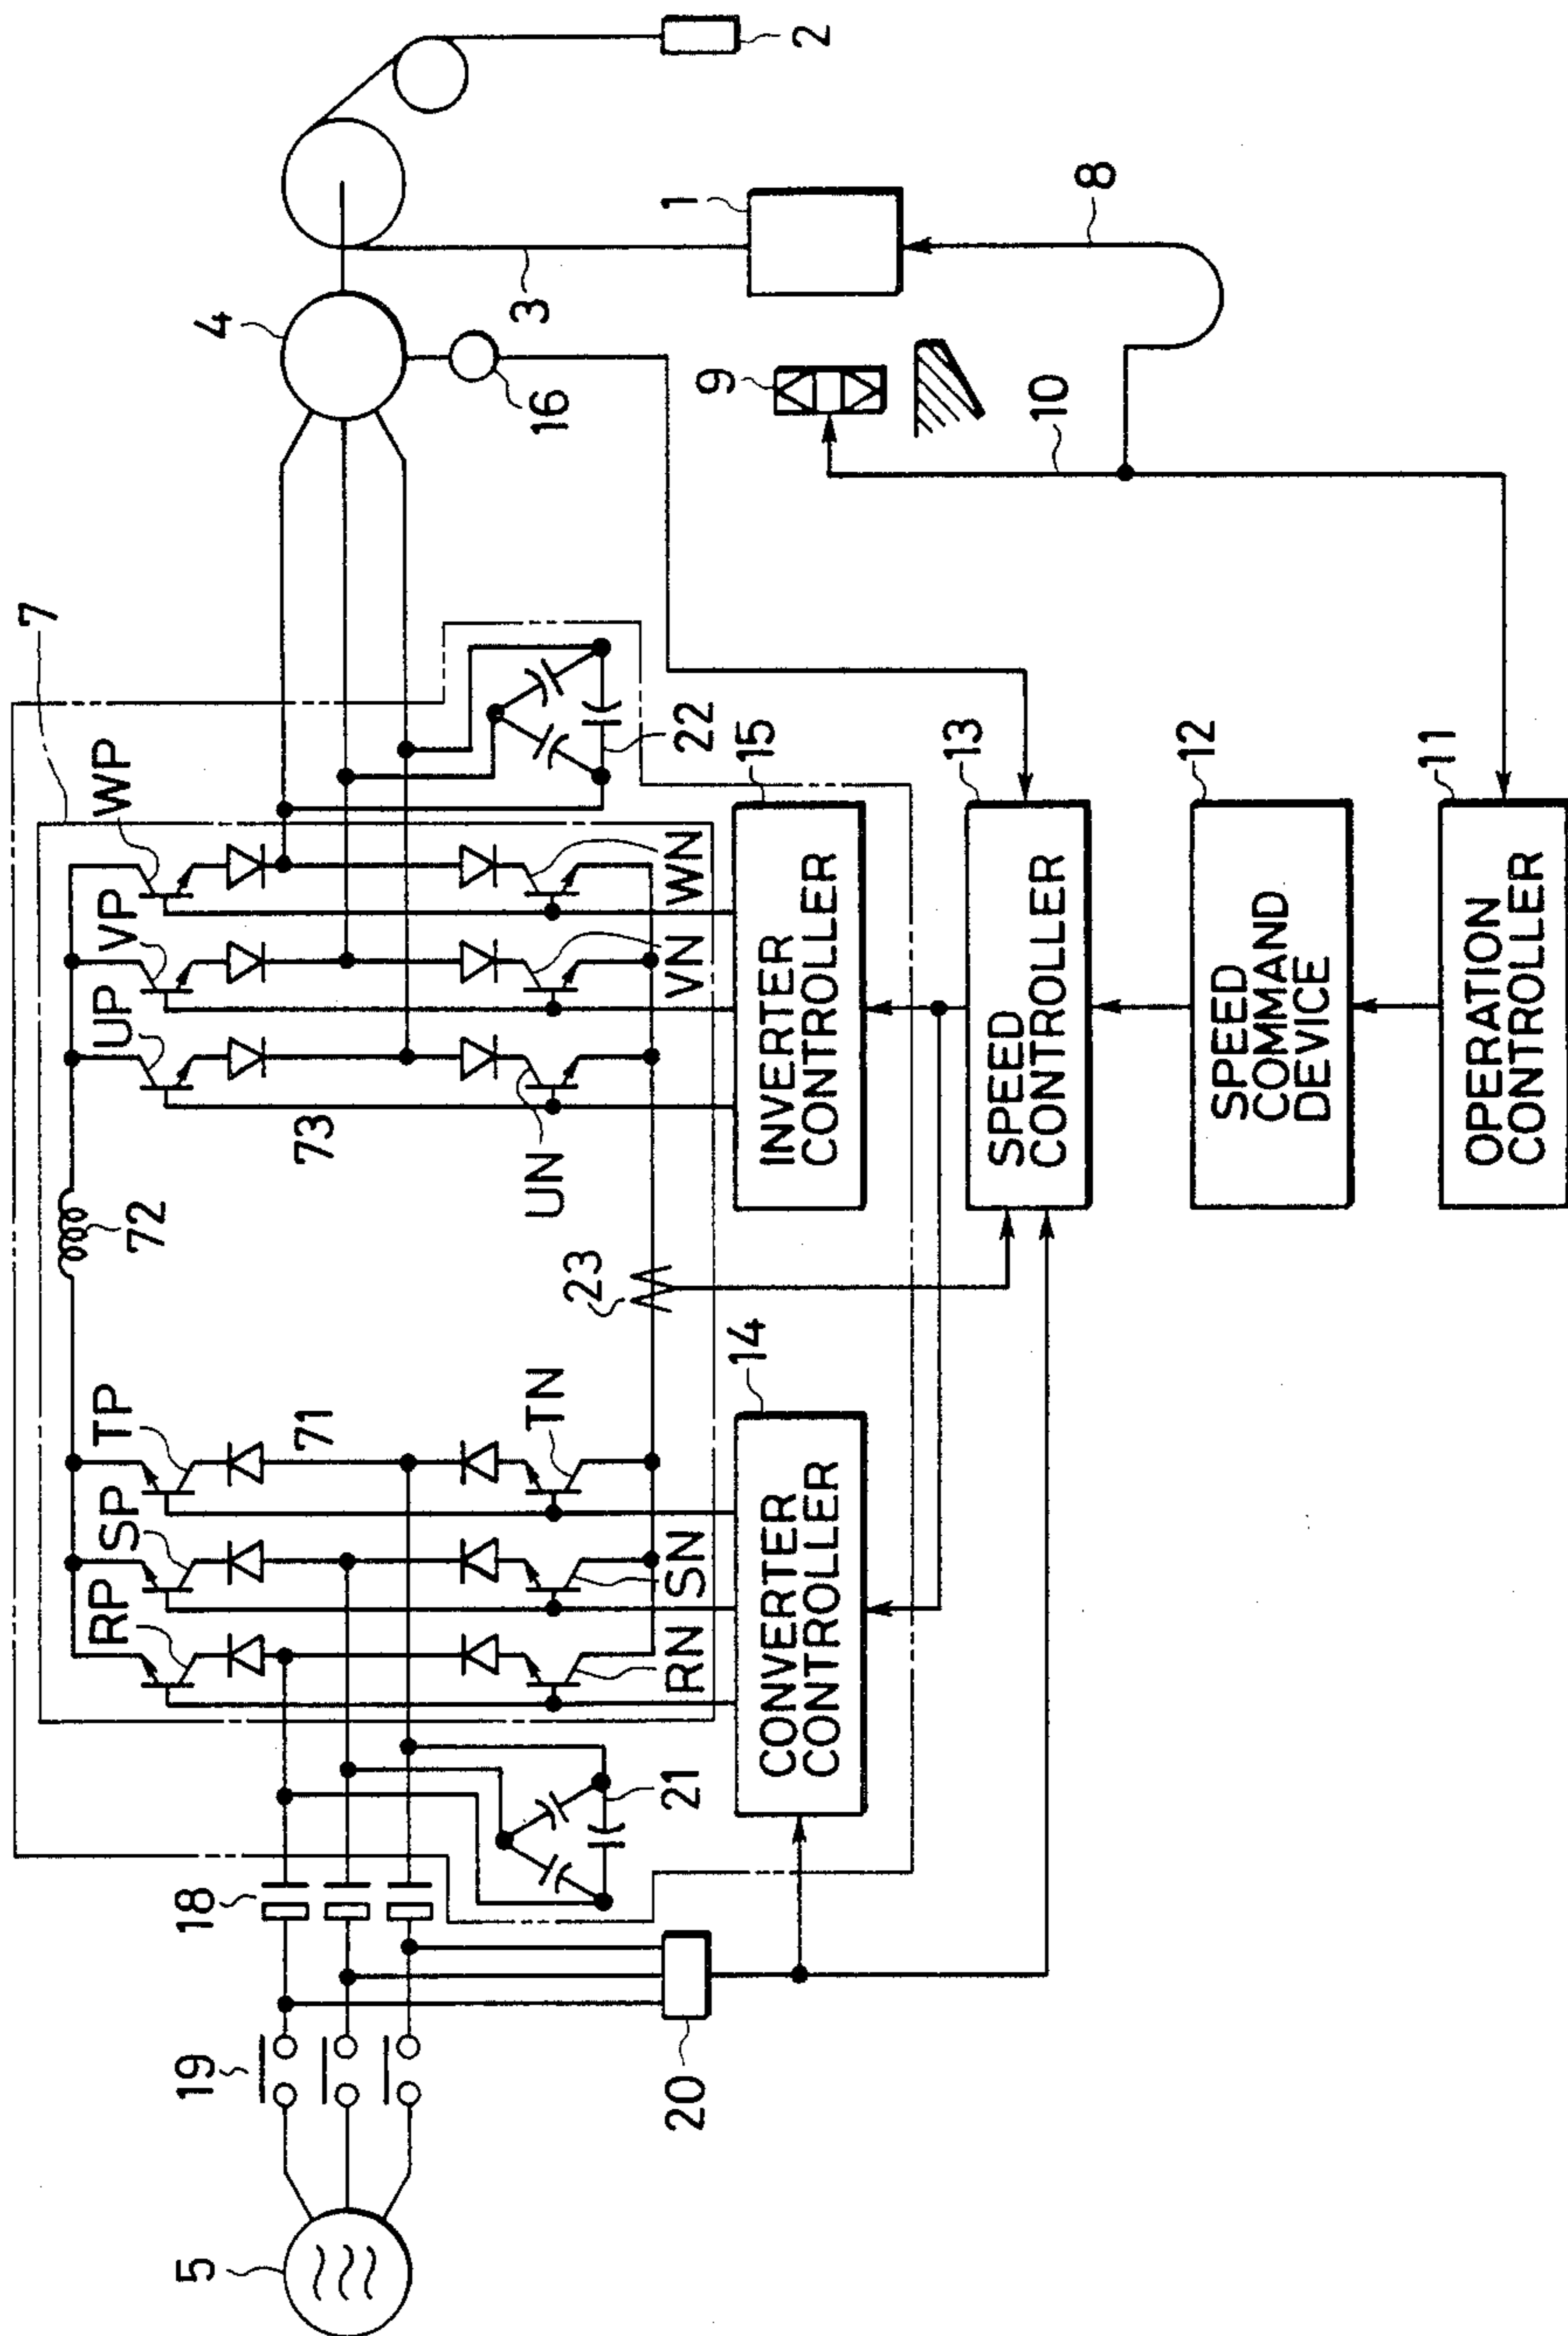 7
4
2
1
3
16
9
8
10
72
71
73
UP
VP
WP
UN
VN
WN
TP
SP
RP
TN
SN
RN
22
23
21
18
19
20
5
14
CONVERTER
CONTROLLER
15
INVERTER
CONTROLLER
13
SPEED
CONTROLLER
12
SPEED
COMMAND
DEVICE
11
OPERATION
CONTROLLER